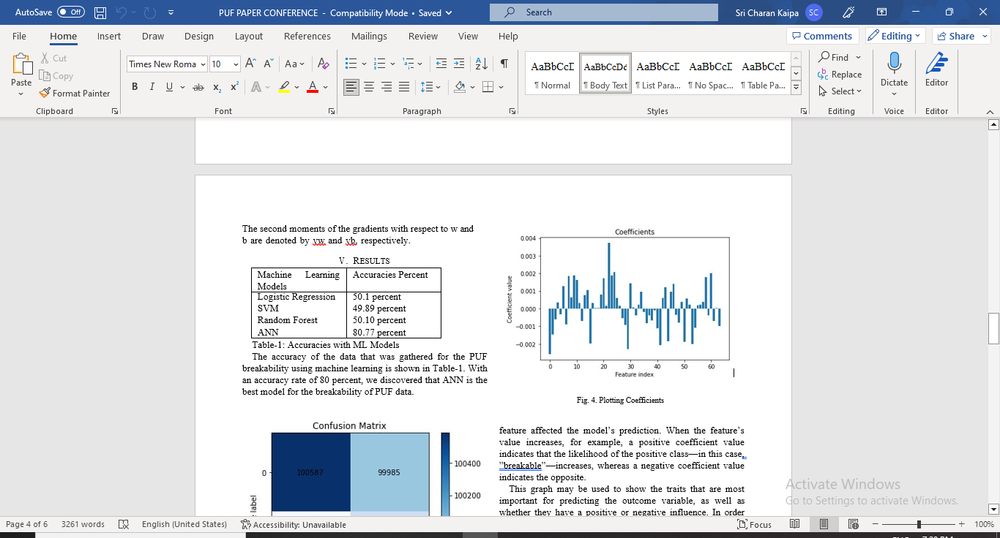 AutoSave Off PUF PAPER CONFERENCE - Compatibility Mode • Saved Search Sri Charan Kaipa SC
File Home Insert Draw Design Layout References Mailings Review View Help Comments Editing Share
Paste Cut Copy Format Painter
Times New Roma 10 A A Aa A
B I U ab x₂ x² A A
AaBbCcI AaBbCcDd AaBbCcI AaBbCcI AaBbCcI
¶ Normal ¶ Body Text ¶ List Para... ¶ No Spac... ¶ Table Pa...
Find Replace Select Dictate Editor
Clipboard Font Paragraph Styles Editing Voice Editor
The second moments of the gradients with respect to w and
b are denoted by vw and vb, respectively.
V. RESULTS
Machine Learning Models Accuracies Percent
Logistic Regression 50.1 percent
SVM 49.89 percent
Random Forest 50.10 percent
ANN 80.77 percent
Table-1: Accuracies with ML Models
The accuracy of the data that was gathered for the PUF
breakability using machine learning is shown in Table-1. With
an accuracy rate of 80 percent, we discovered that ANN is the
best model for the breakability of PUF data.
Confusion Matrix
0 100587 99985
100400
100200
e label
Coefficients
0.004
0.003
0.002
0.001
0.000
−0.001
−0.002
Coefficient value
0 10 20 30 40 50 60
Feature index
Fig. 4. Plotting Coefficients
feature affected the model's prediction. When the feature's
value increases, for example, a positive coefficient value
indicates that the likelihood of the positive class—in this case,
”breakable”—increases, whereas a negative coefficient value
indicates the opposite.
This graph may be used to show the traits that are most
important for predicting the outcome variable, as well as
whether they have a positive or negative influence. In order
Activate Windows
Go to Settings to activate Windows.
Page 4 of 6 3261 words English (United States) Accessibility: Unavailable Focus 100%